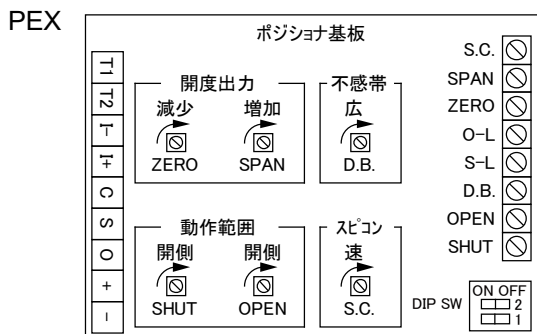 PEX
ポジショナ基板
T1
T2
I-
I+
C
S
O
+
-
開度出力
減少 増加
ZERO SPAN
不感帯
広
D.B.
動作範囲
開側 開側
SHUT OPEN
スピコン
速
S.C.
S.C.
SPAN
ZERO
O-L
S-L
D.B.
OPEN
SHUT
DIP SW
ON OFF
2
1